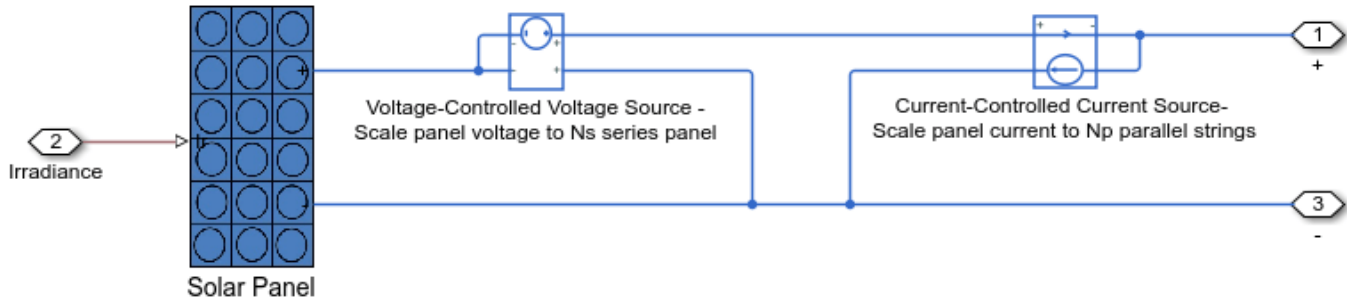 2
Irradiance
Solar Panel
+
-
Voltage-Controlled Voltage Source -
Scale panel voltage to Ns series panel
-
+
-
+
Current-Controlled Current Source-
Scale panel current to Np parallel strings
+
-
1
+
3
-